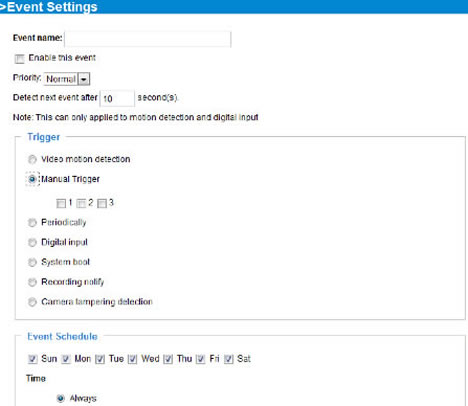 >Event Settings
Event name:
Enable this event
Priority: Normal
Detect next event after 10 second(s).
Note: This can only applied to motion detection and digital input
Trigger
Video motion detection
Manual Trigger
1 2 3
Periodically
Digital input
System boot
Recording notify
Camera tampering detection
Event Schedule
Sun Mon Tue Wed Thu Fri Sat
Time
Always